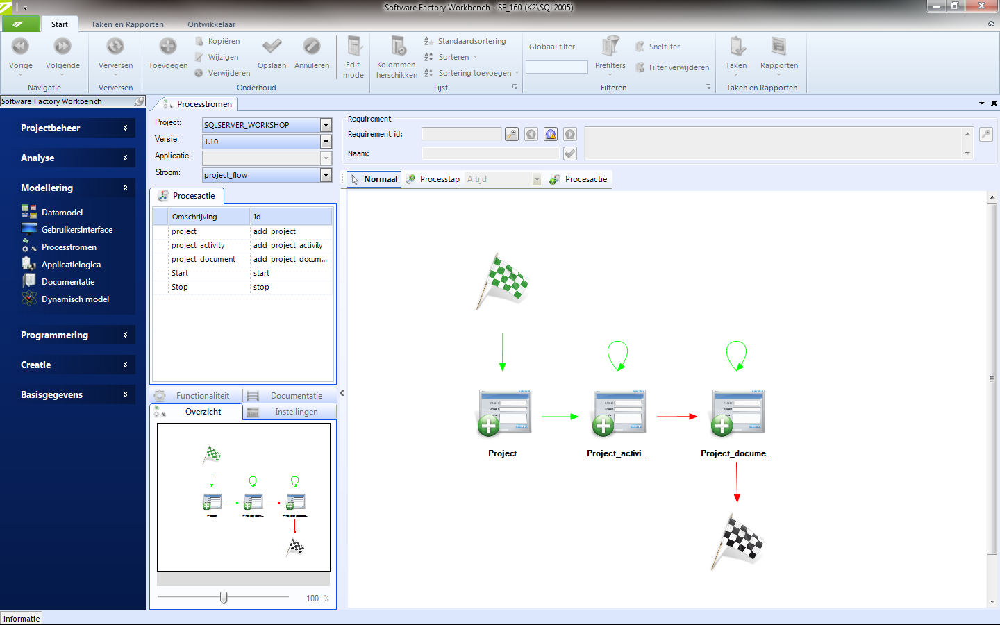 Software Factory Workbench - SF_160 (K2\SQL2005)
Start
Taken en Rapporten
Ontwikkelaar
Vorige
Volgende
Navigatie
Verversen
Verversen
Toevoegen
Kopiëren
Wijzigen
Verwijderen
Opslaan
Annuleren
Onderhoud
Edit
mode
Kolommen
herschikken
Standaardsortering
Sorteren
Sortering toevoegen
Lijst
Globaal filter
Prefilters
Snelfilter
Filter verwijderen
Filteren
Taken
Rapporten
Taken en Rapporten
Software Factory Workbench
Projectbeheer
Analyse
Modellering
Datamodel
Gebruikersinterface
Processtromen
Applicatielogica
Documentatie
Dynamisch model
Programmering
Creatie
Basisgegevens
Processtromen
Project:
SQLSERVER_WORKSHOP
Versie:
1.10
Applicatie:
Stroom:
project_flow
Procesactie
Omschrijving Id
project add_project
project_activity add_project_activity
project_document add_project_docum...
Start start
Stop stop
Functionaliteit
Documentatie
Overzicht
Instellingen
100 %
Requirement
Requirement id:
Naam:
Normaal
Processtap
Altijd
Procesactie
Project
Project_activi...
Project_docume...
Informatie